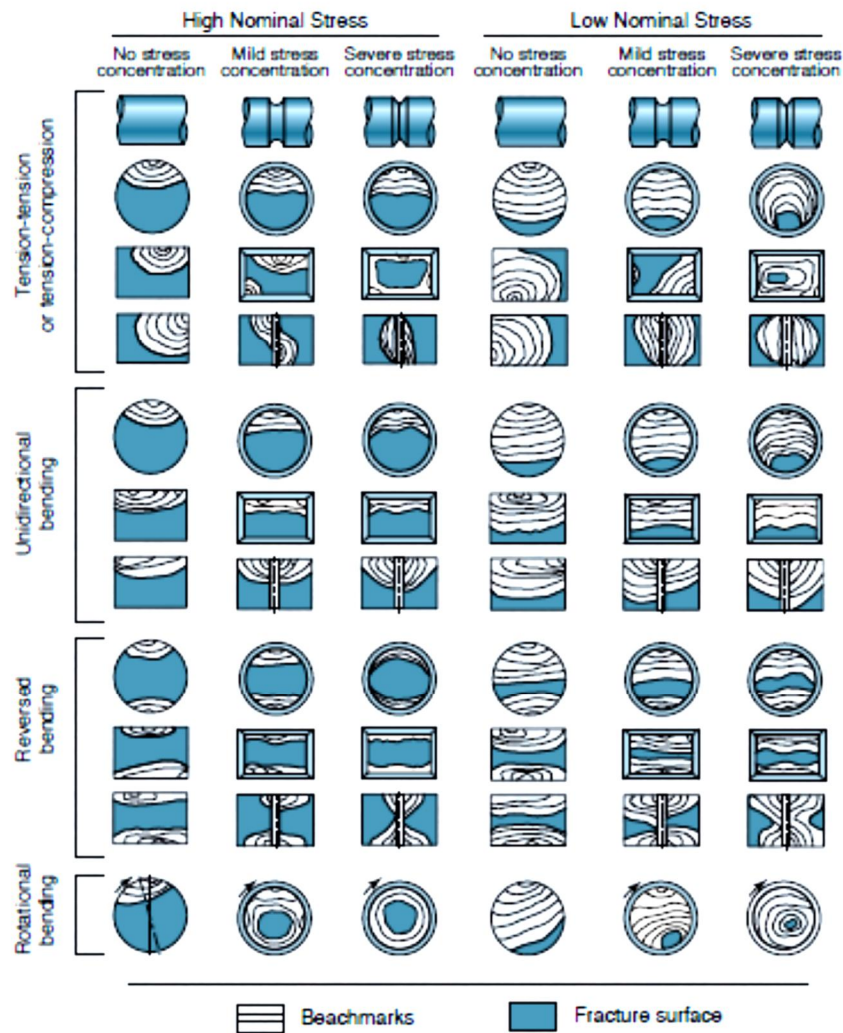 High Nominal Stress
Low Nominal Stress
No stress concentration
Mild stress concentration
Severe stress concentration
No stress concentration
Mild stress concentration
Severe stress concentration
Tension-tension
or tension-compression
Unidirectional
bending
Reversed
bending
Rotational
bending
Beachmarks
Fracture surface